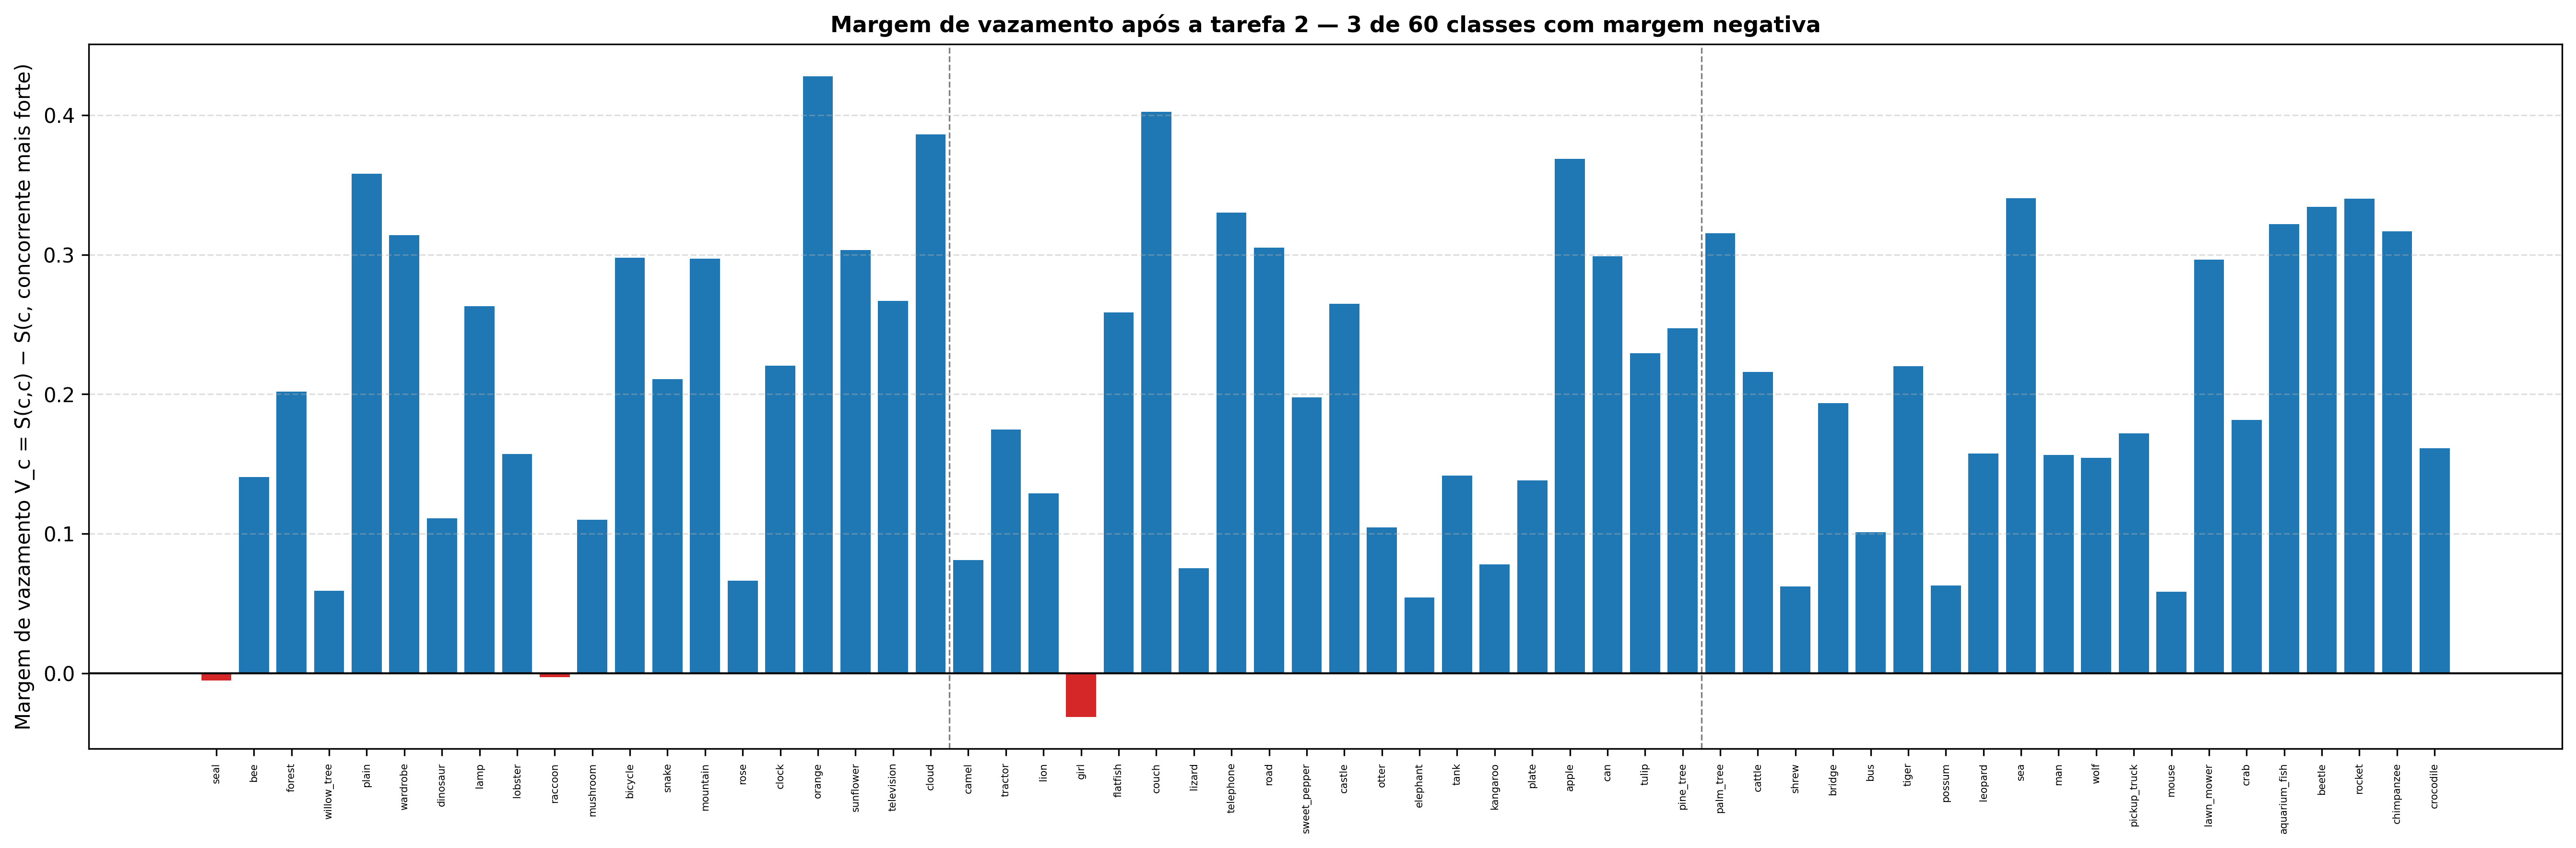 Margem de vazamento após a tarefa 2 — 3 de 60 classes com margem negativa
Margem de vazamento V_c = S(c,c) − S(c, concorrente mais forte)
0.4
0.3
0.2
0.1
0.0
seal
bee
forest
willow_tree
plain
wardrobe
dinosaur
lamp
lobster
raccoon
mushroom
bicycle
snake
mountain
rose
clock
orange
sunflower
television
cloud
camel
tractor
lion
girl
flatfish
couch
lizard
telephone
road
sweet_pepper
castle
otter
elephant
tank
kangaroo
plate
apple
can
tulip
pine_tree
palm_tree
cattle
shrew
bridge
bus
tiger
possum
leopard
sea
man
wolf
pickup_truck
mouse
lawn_mower
crab
aquarium_fish
beetle
rocket
chimpanzee
crocodile